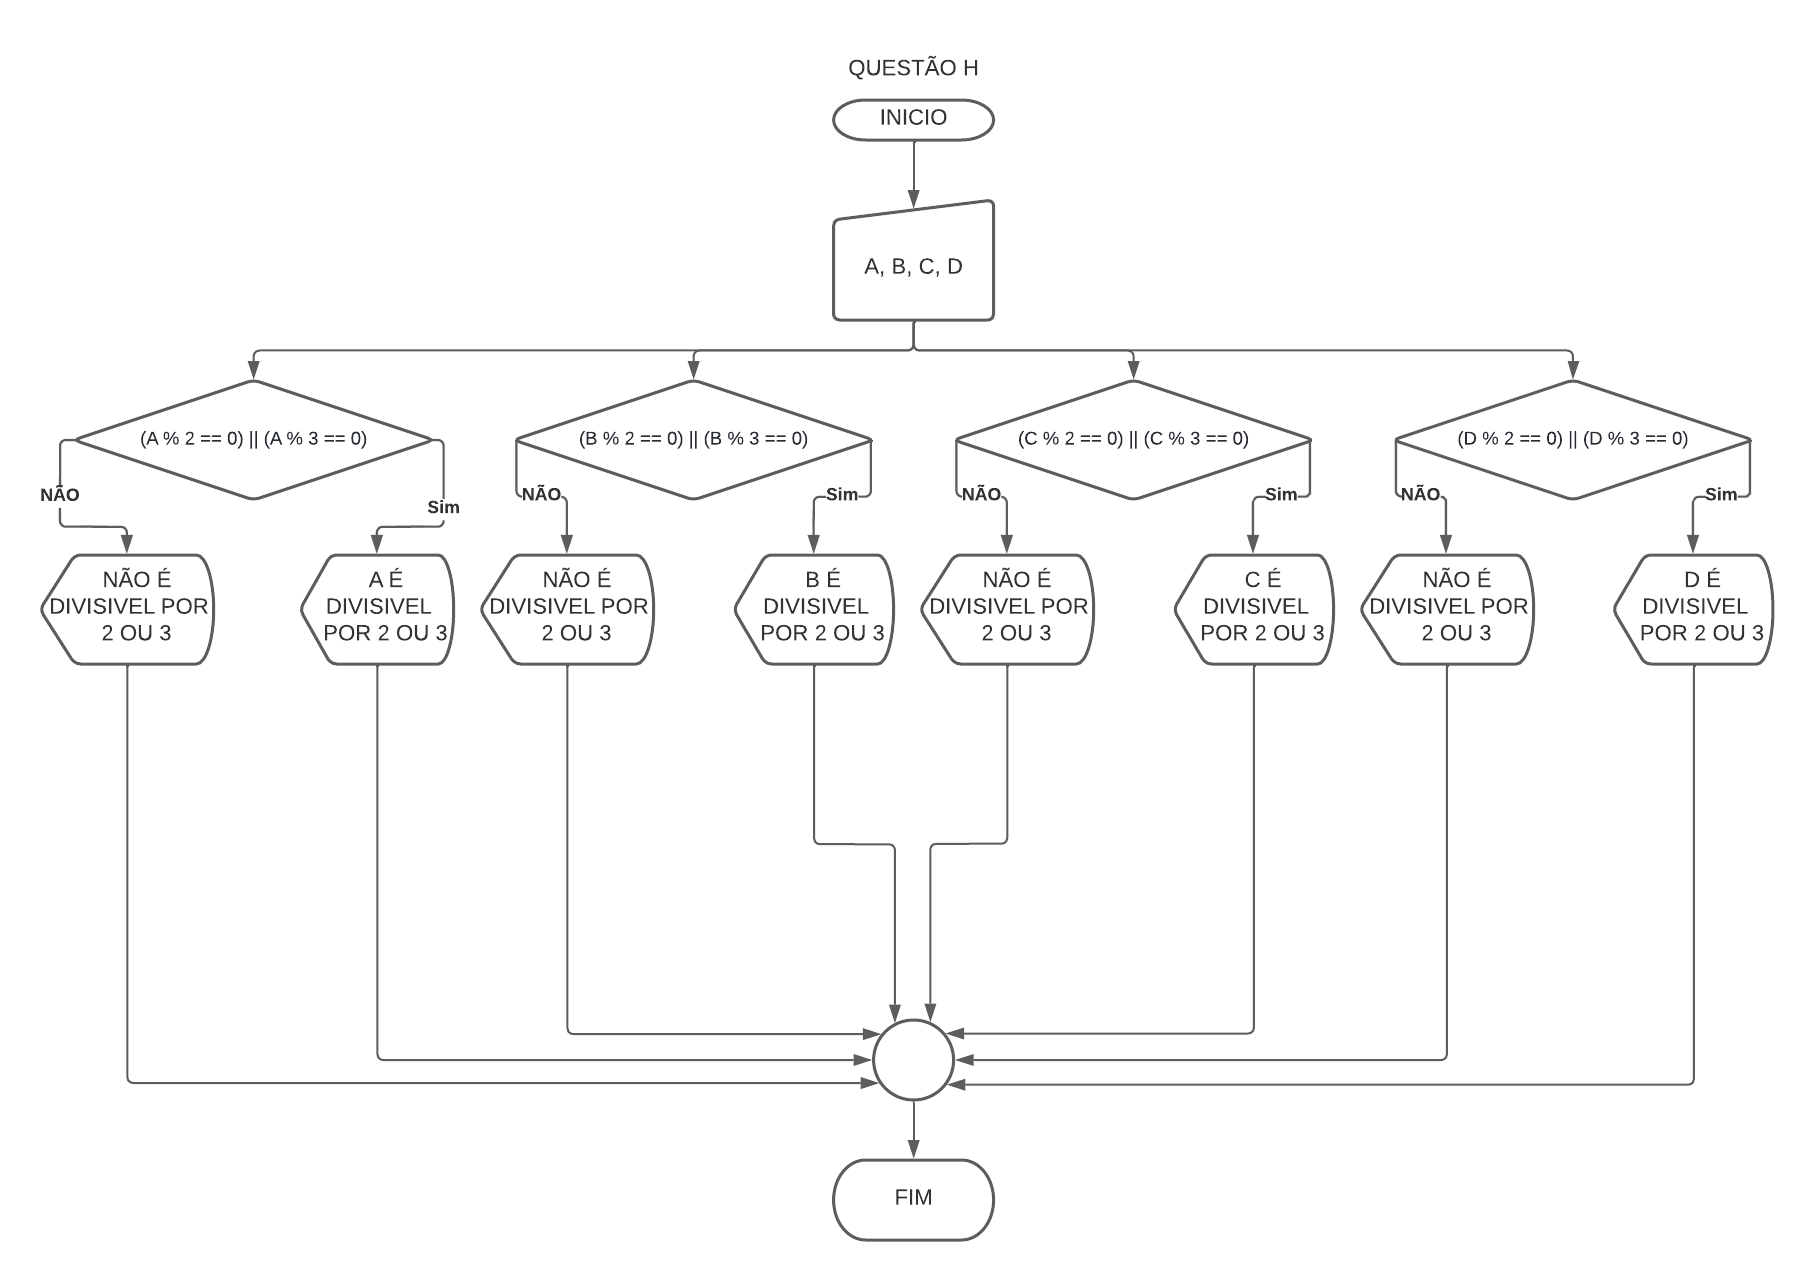 QUESTÃO H
INICIO
A, B, C, D
(A % 2 == 0) || (A % 3 == 0)
(B % 2 == 0) || (B % 3 == 0)
(C % 2 == 0) || (C % 3 == 0)
(D % 2 == 0) || (D % 3 == 0)
NÃO
Sim
NÃO
Sim
NÃO
Sim
NÃO
Sim
NÃO É
DIVISIVEL POR
2 OU 3
A É
DIVISIVEL
POR 2 OU 3
NÃO É
DIVISIVEL POR
2 OU 3
B É
DIVISIVEL
POR 2 OU 3
NÃO É
DIVISIVEL POR
2 OU 3
C É
DIVISIVEL
POR 2 OU 3
NÃO É
DIVISIVEL POR
2 OU 3
D É
DIVISIVEL
POR 2 OU 3
FIM